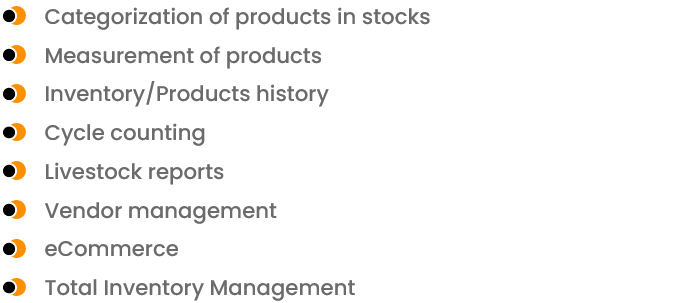 Categorization of products in stocks
Measurement of products
Inventory/Products history
Cycle counting
Livestock reports
Vendor management
eCommerce
Total Inventory Management